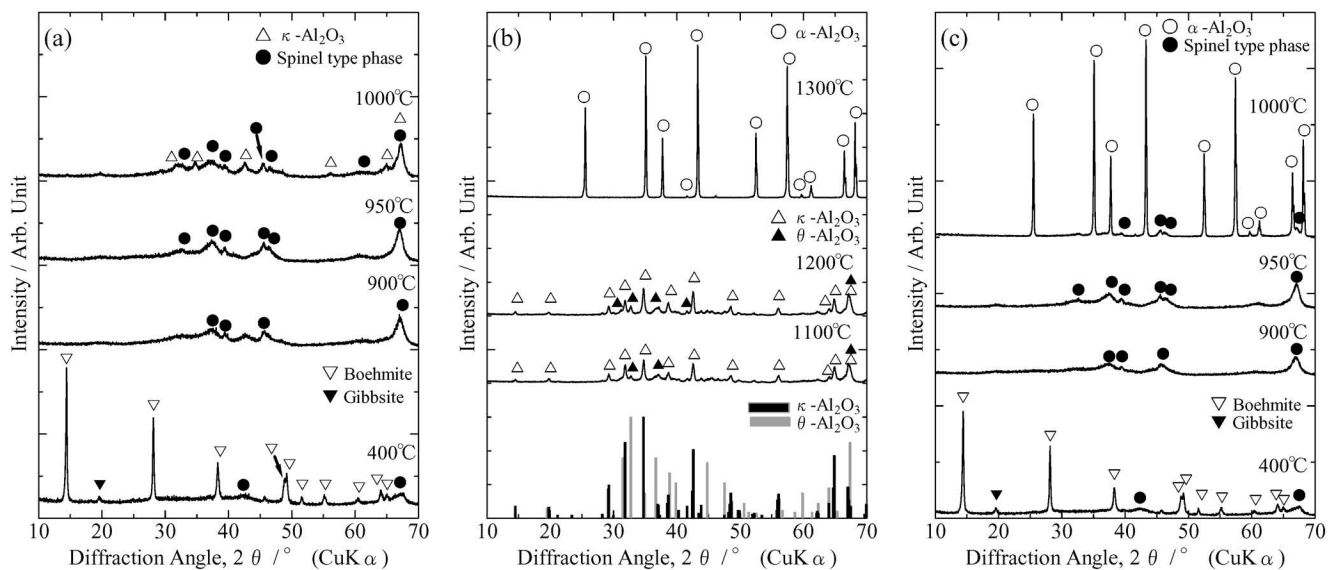 (a)
△ κ-Al₂O₃
● Spinel type phase
1000℃
950℃
900℃
▽ Boehmite
▼ Gibbsite
400℃
Intensity / Arb. Unit
10 20 30 40 50 60 70
Diffraction Angle, 2 θ /° (CuK α)
(b)
○ α-Al₂O₃
1300℃
△ κ-Al₂O₃
▲ θ-Al₂O₃
1200℃
1100℃
κ-Al₂O₃
θ-Al₂O₃
Intensity / Arb. Unit
10 20 30 40 50 60 70
Diffraction Angle, 2 θ /° (CuK α)
(c)
○ α-Al₂O₃
● Spinel type phase
1000℃
950℃
900℃
▽ Boehmite
▼ Gibbsite
400℃
Intensity / Arb. Unit
10 20 30 40 50 60 70
Diffraction Angle, 2 θ /° (CuK α)